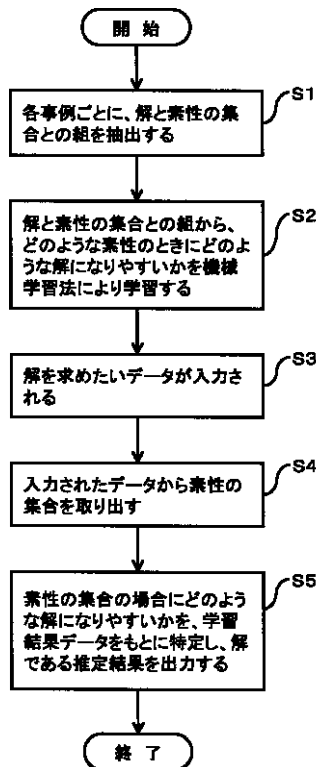 開 始
S1
各事例ごとに、解と素性の集
合との組を抽出する
S2
解と素性の集合との組から、
どのような素性のときにどのよ
うな解になりやすいかを機械
学習法により学習する
S3
解を求めたいデータが入力さ
れる
S4
入力されたデータから素性の
集合を取り出す
S5
素性の集合の場合にどのよう
な解になりやすいかを、学習
結果データをもとに特定し、解
である推定結果を出力する
終 了